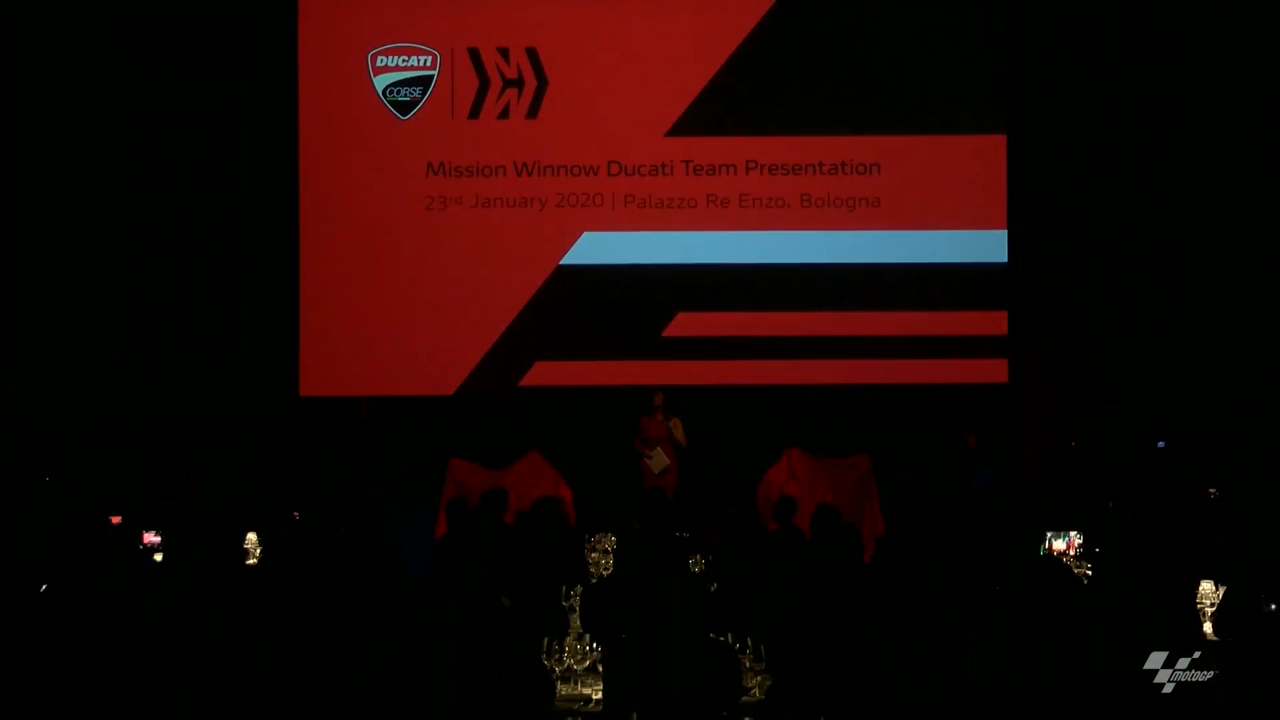 DUCATI
CORSE
Mission Winnow Ducati Team Presentation
23rd January 2020 | Palazzo Re Enzo, Bologna
MotoGP